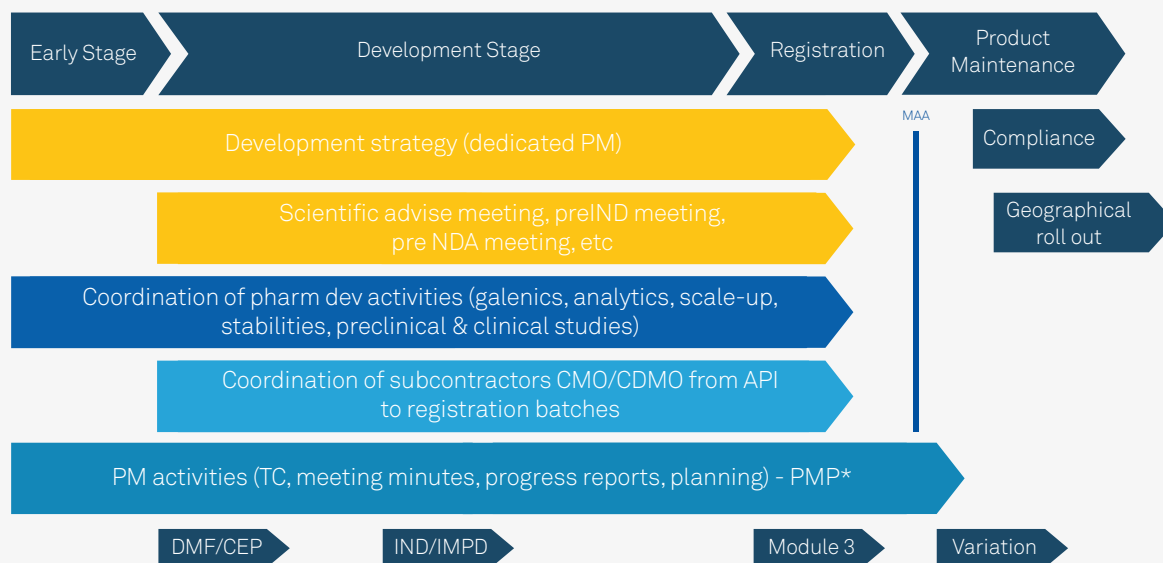 Early Stage
Development Stage
Registration
Product
Maintenance
Development strategy (dedicated PM)
MAA
Compliance
Scientific advise meeting, preIND meeting,
pre NDA meeting, etc
Geographical
roll out
Coordination of pharm dev activities (galenics, analytics, scale-up,
stabilities, preclinical & clinical studies)
Coordination of subcontractors CMO/CDMO from API
to registration batches
PM activities (TC, meeting minutes, progress reports, planning) - PMP*
DMF/CEP
IND/IMPD
Module 3
Variation